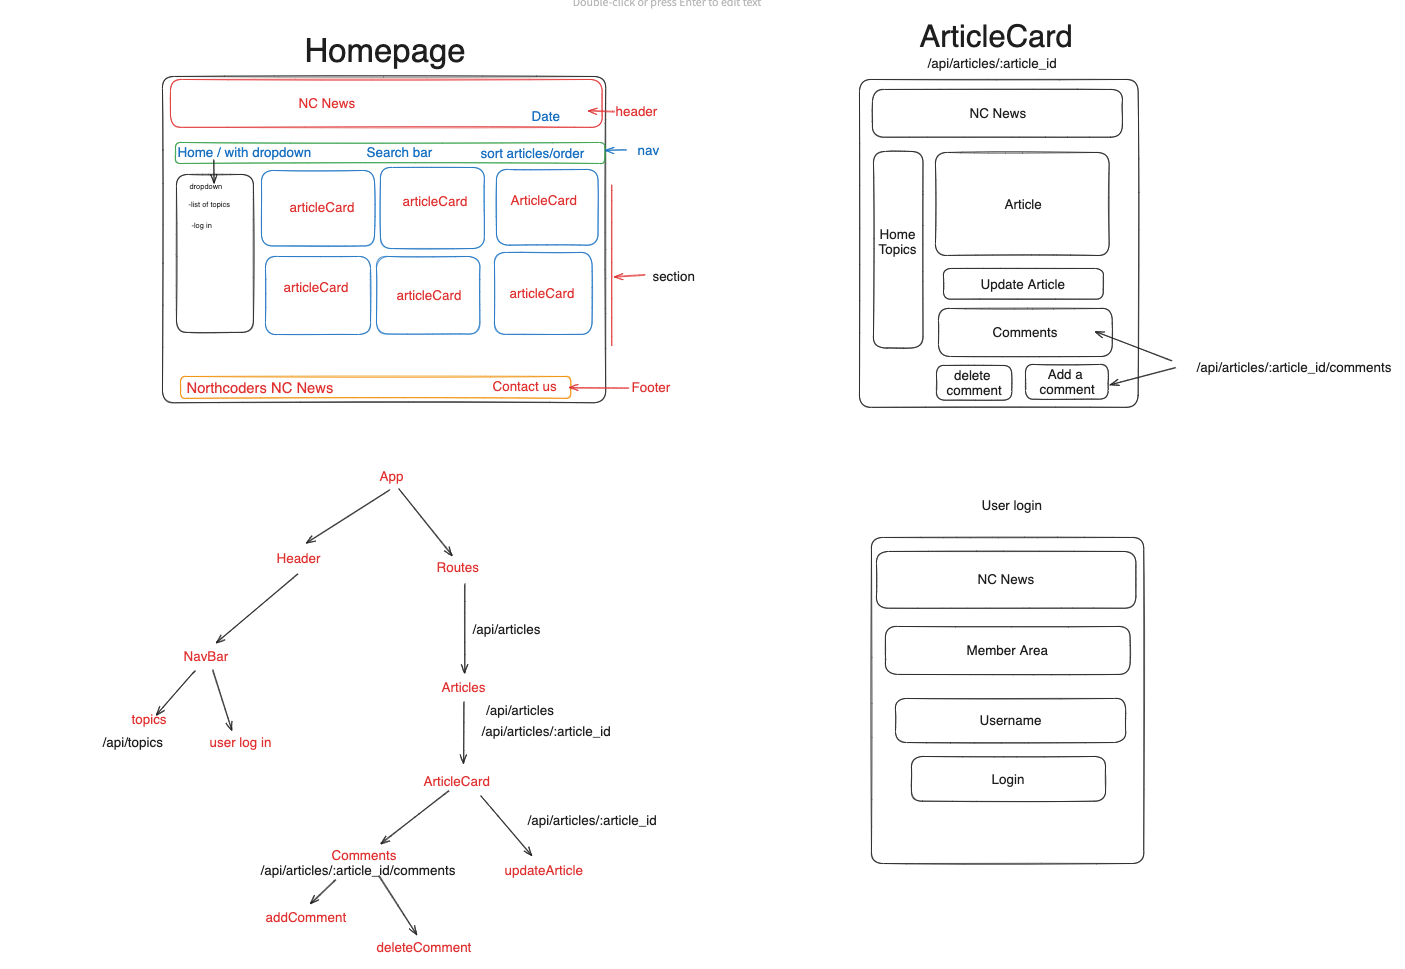 Double-click or press Enter to edit text
Homepage
NC News
Date
header
Home / with dropdown
Search bar
sort articles/order
nav
dropdown
-list of topics
-log in
articleCard
articleCard
ArticleCard
articleCard
articleCard
articleCard
section
Northcoders NC News
Contact us
Footer
ArticleCard
/api/articles/:article_id
NC News
Home
Topics
Article
Update Article
Comments
delete
comment
Add a
comment
/api/articles/:article_id/comments
App
Header
Routes
/api/articles
NavBar
topics
/api/topics
user log in
Articles
/api/articles
/api/articles/:article_id
ArticleCard
/api/articles/:article_id
Comments
/api/articles/:article_id/comments
updateArticle
addComment
deleteComment
User login
NC News
Member Area
Username
Login